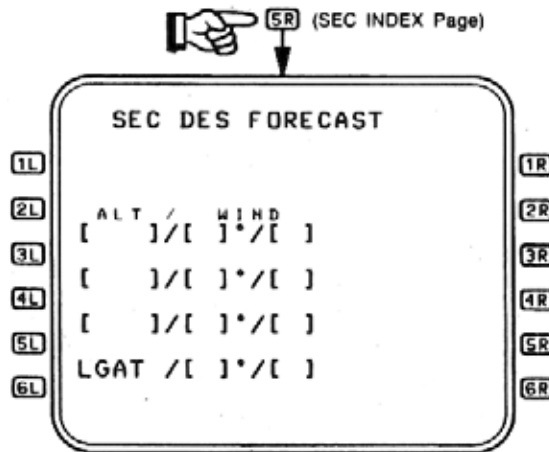 5R (SEC INDEX Page)
SEC DES FORECAST
1L 1R
2L ALT / WIND 2R
[ ]/[ ]°/[ ]
3L 3R
[ ]/[ ]°/[ ]
4L 4R
[ ]/[ ]°/[ ]
5L 5R
LGAT /[ ]°/[ ]
6L 6R